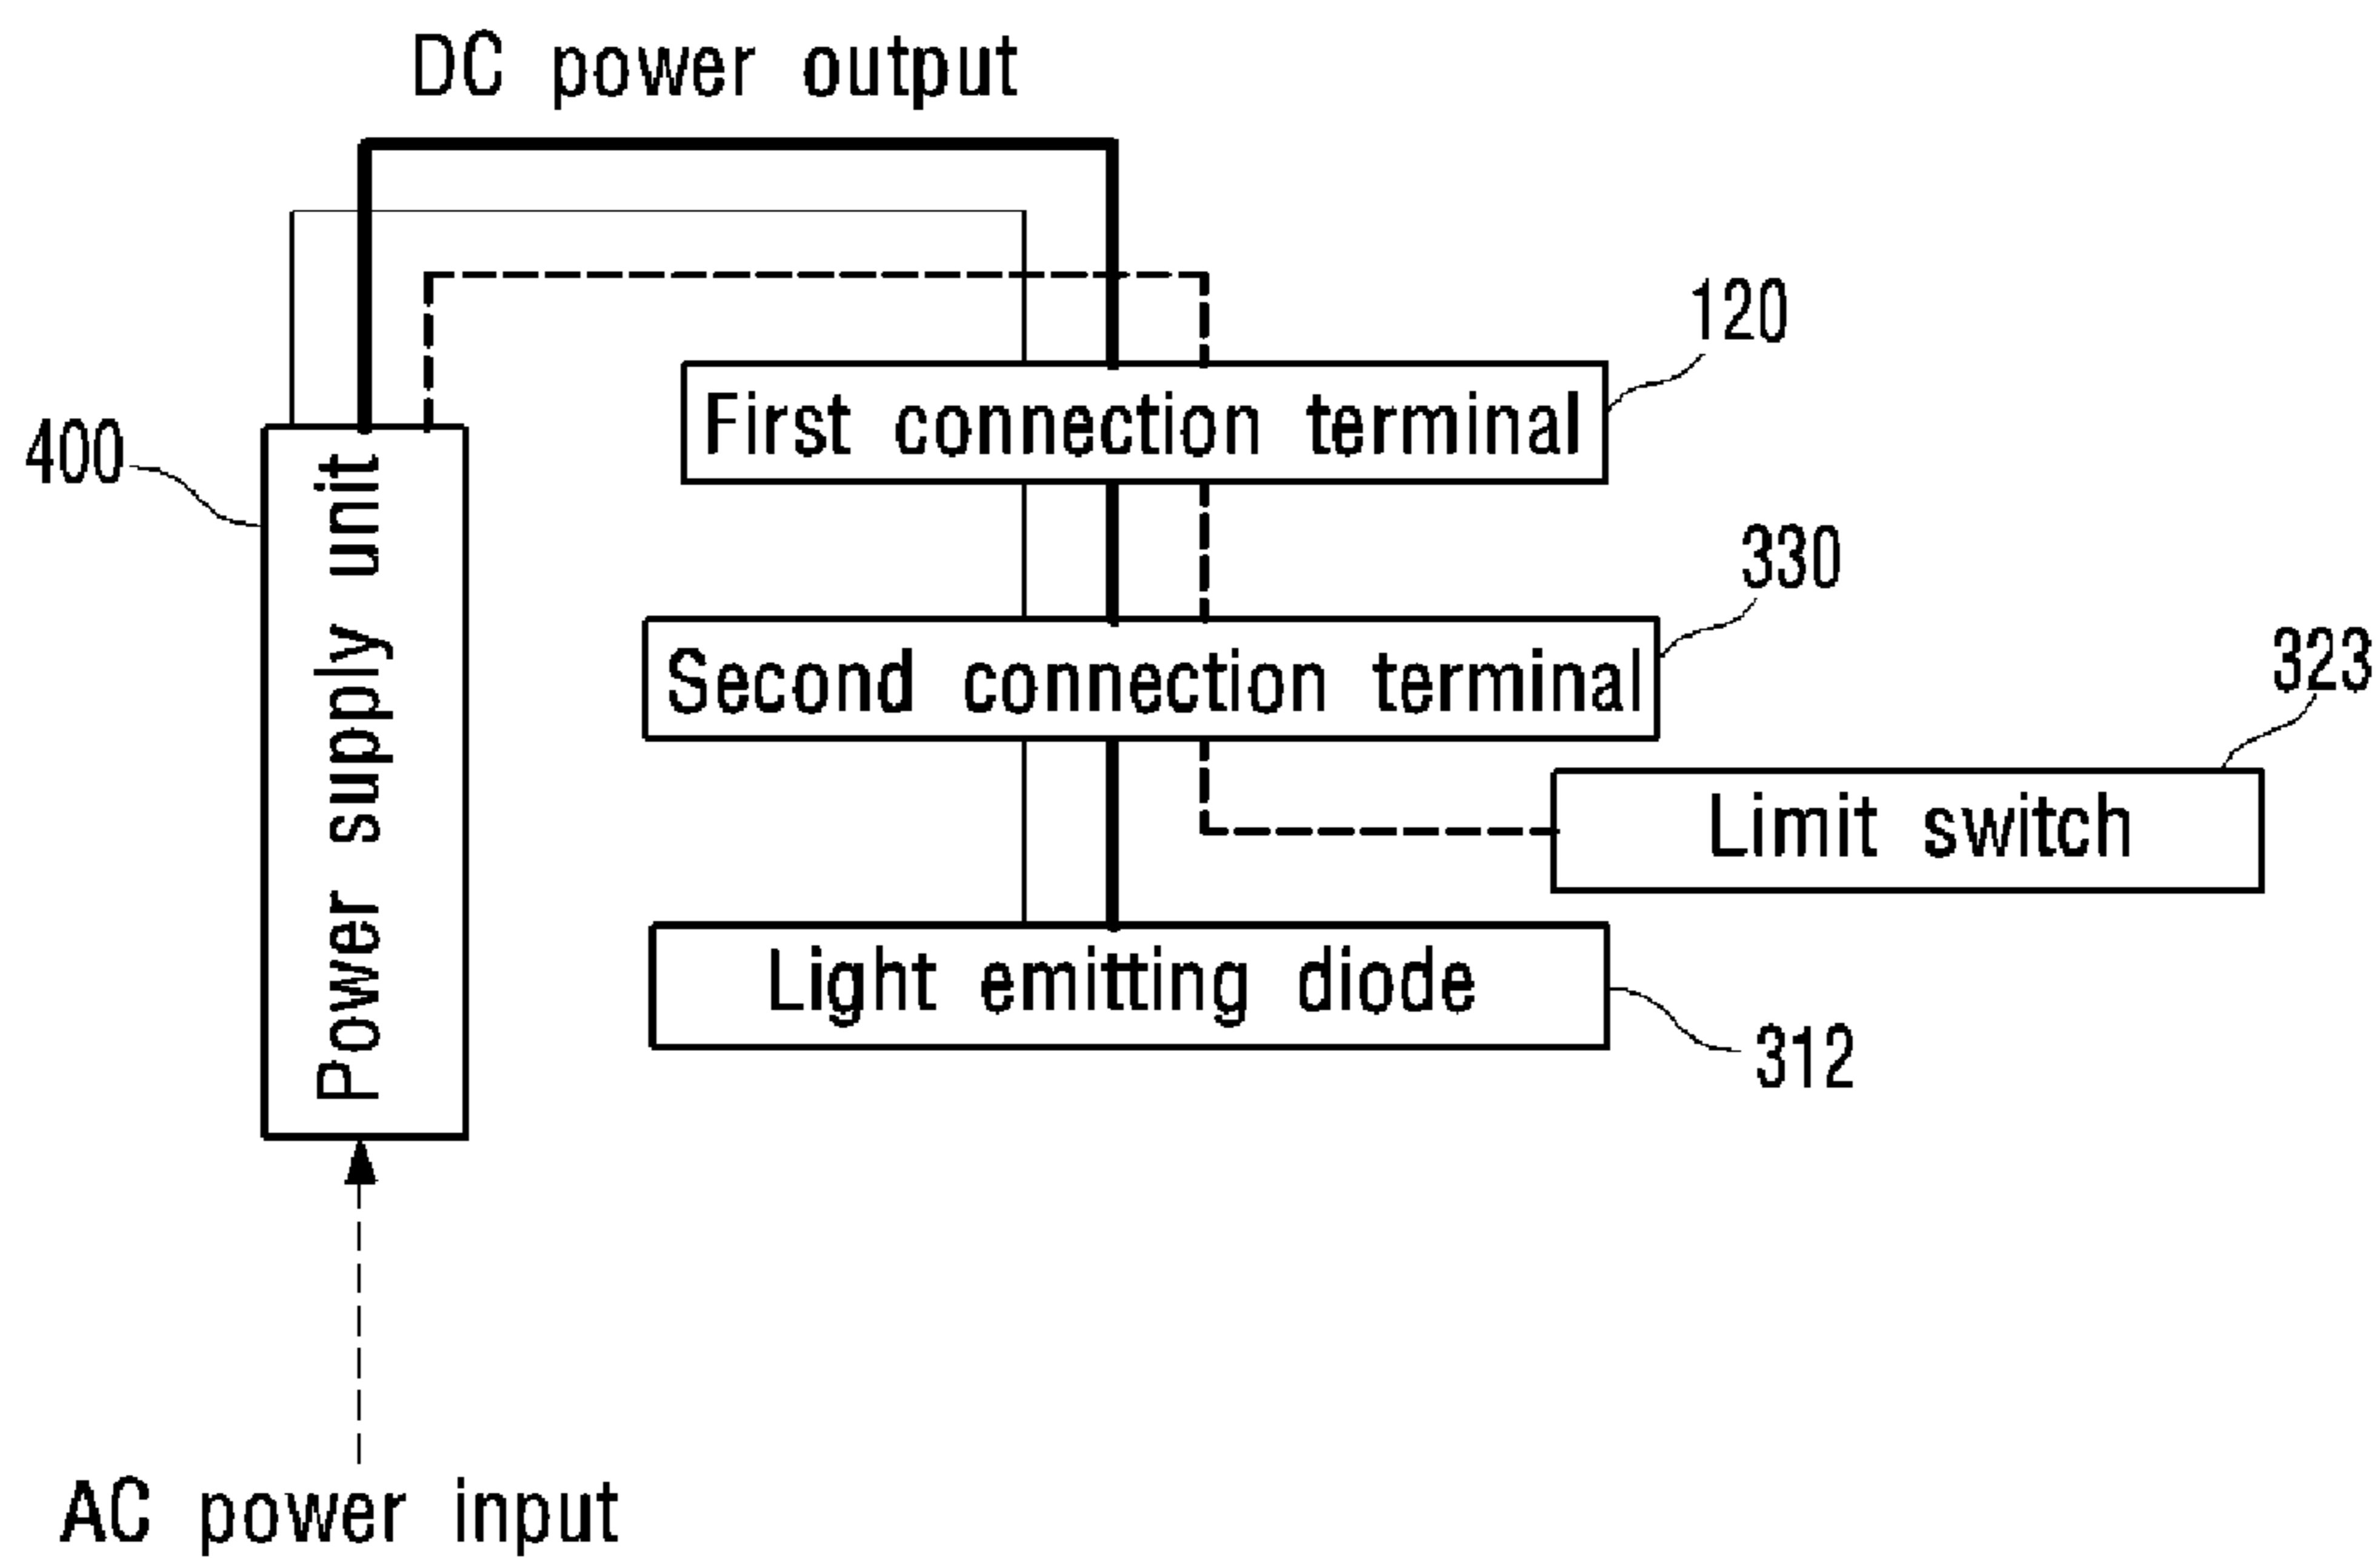 DC power output
120
First connection terminal
400
Power supply unit
330
Second connection terminal
323
Limit switch
Light emitting diode
312
AC power input